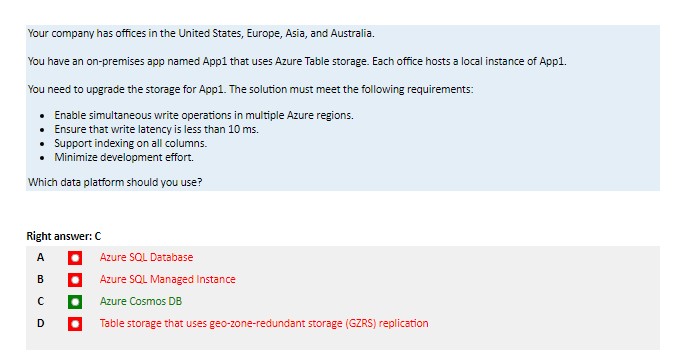 Your company has offices in the United States, Europe, Asia, and Australia.
You have an on-premises app named App1 that uses Azure Table storage. Each office hosts a local instance of App1.
You need to upgrade the storage for App1. The solution must meet the following requirements:
• Enable simultaneous write operations in multiple Azure regions.
• Ensure that write latency is less than 10 ms.
• Support indexing on all columns.
• Minimize development effort.
Which data platform should you use?
Right answer: C
A Azure SQL Database
B Azure SQL Managed Instance
C Azure Cosmos DB
D Table storage that uses geo-zone-redundant storage (GZRS) replication